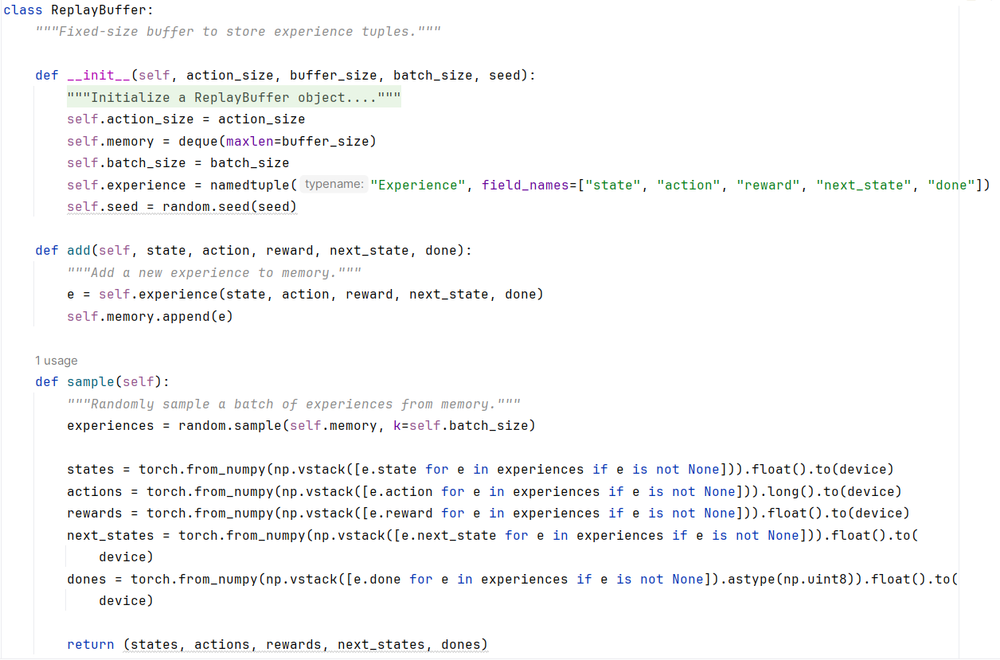 class ReplayBuffer:
    """Fixed-size buffer to store experience tuples."""

    def __init__(self, action_size, buffer_size, batch_size, seed):
        """Initialize a ReplayBuffer object...."""
        self.action_size = action_size
        self.memory = deque(maxlen=buffer_size)
        self.batch_size = batch_size
        self.experience = namedtuple( typename: "Experience", field_names=["state", "action", "reward", "next_state", "done"])
        self.seed = random.seed(seed)

    def add(self, state, action, reward, next_state, done):
        """Add a new experience to memory."""
        e = self.experience(state, action, reward, next_state, done)
        self.memory.append(e)

    1 usage
    def sample(self):
        """Randomly sample a batch of experiences from memory."""
        experiences = random.sample(self.memory, k=self.batch_size)

        states = torch.from_numpy(np.vstack([e.state for e in experiences if e is not None])).float().to(device)
        actions = torch.from_numpy(np.vstack([e.action for e in experiences if e is not None])).long().to(device)
        rewards = torch.from_numpy(np.vstack([e.reward for e in experiences if e is not None])).float().to(device)
        next_states = torch.from_numpy(np.vstack([e.next_state for e in experiences if e is not None])).float().to(
            device)
        dones = torch.from_numpy(np.vstack([e.done for e in experiences if e is not None]).astype(np.uint8)).float().to(
            device)

        return (states, actions, rewards, next_states, dones)